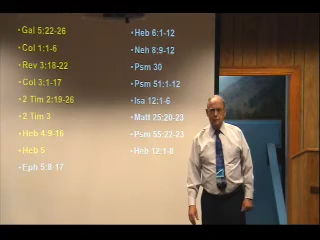 Gal 5:22-26
Col 1:1-6
Rev 3:18-22
Col 3:1-17
2 Tim 2:19-26
2 Tim 3
Heb 4:9-16
Heb 5
Eph 5:8-17
Heb 6:1-12
Neh 8:9-12
Psm 30
Psm 51:1-12
Isa 12:1-6
Matt 25:20-23
Psm 55:22-23
Heb 12:1-8